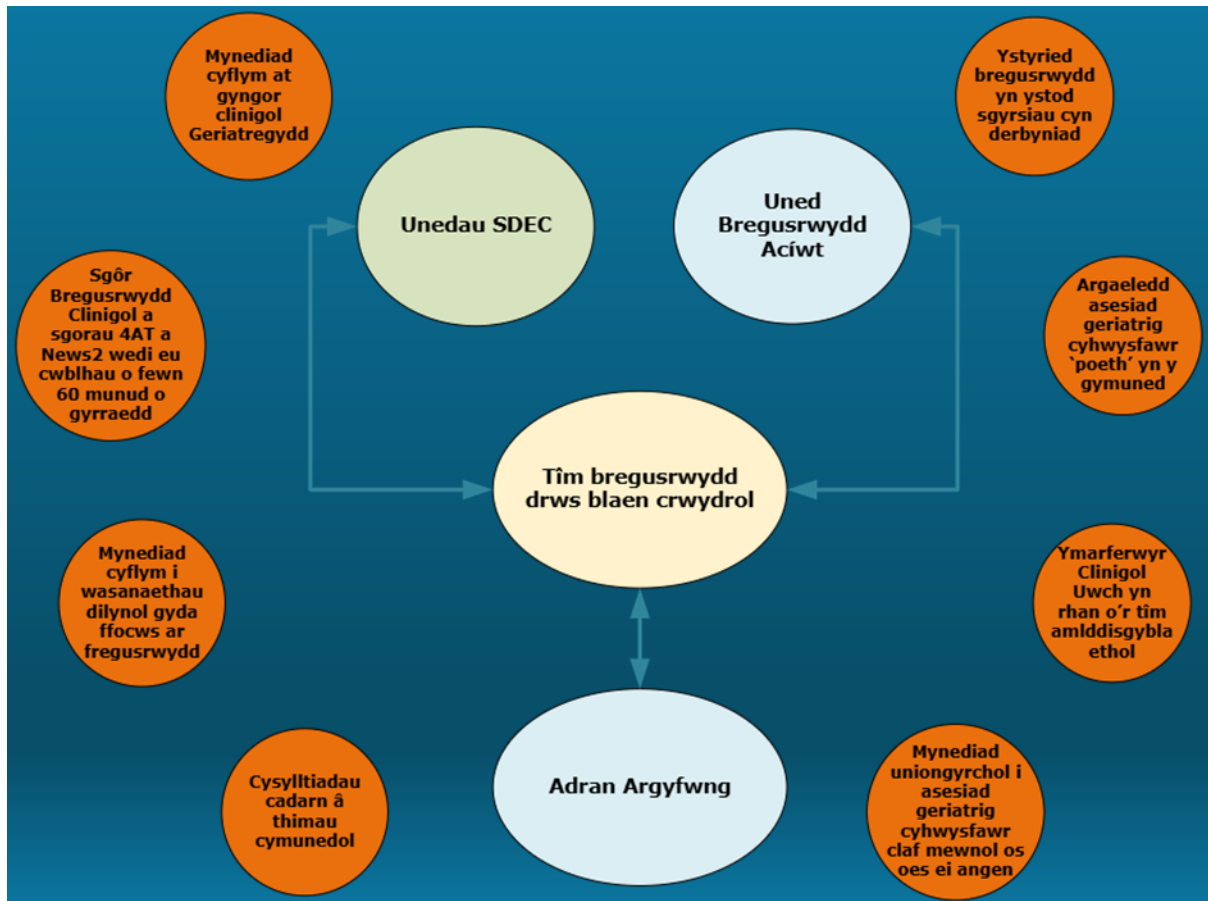 Mynediad
cyflym at
gyngor
clinigol
Geriatregydd
Ystyried
bregusrwydd
yn ystod
sgyrsiau cyn
derbyniad
Unedau SDEC
Uned
Bregusrwydd
Acíwt
Sgôr
Bregusrwydd
Clinigol a
sgorau 4AT a
News2 wedi eu
cwblhau o fewn
60 munud o
gyrraedd
Argaeledd
asesiad
geriatrig
cyhwysfawr
‘poeth’ yn y
gymuned
Tîm bregusrwydd
drws blaen crwydrol
Mynediad
cyflym i
wasanaethau
dilynol gyda
ffocws ar
fregusrwydd
Ymarferwyr
Clinigol
Uwch yn
rhan o’r tîm
amlddisgybla
ethol
Cysylltiadau
cadarn â
thimau
cymunedol
Adran Argyfwng
Mynediad
uniongyrchol i
asesiad
geriatrig
cyhwysfawr
claf mewnol os
oes ei angen